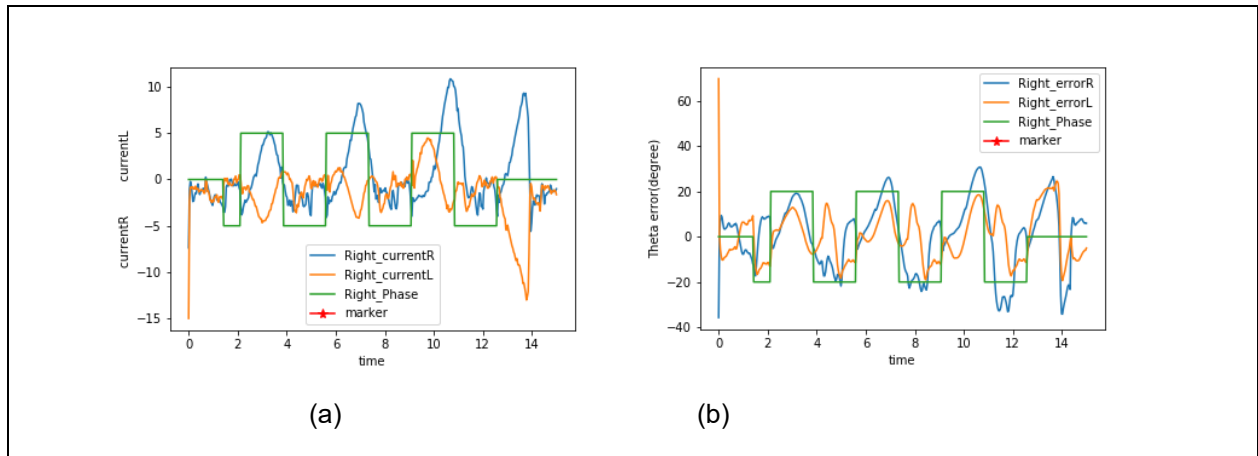 currentR currentL
10
5
0
−5
−10
−15
0 2 4 6 8 10 12 14
time
Right_currentR
Right_currentL
Right_Phase
marker
(a)
Theta error(degree)
60
40
20
0
−20
−40
0 2 4 6 8 10 12 14
time
Right_errorR
Right_errorL
Right_Phase
marker
(b)